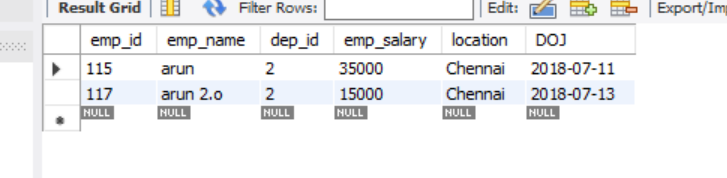 Result Grid Filter Rows: Edit: Export/Imp
emp_id emp_name dep_id emp_salary location DOJ
115 arun 2 35000 Chennai 2018-07-11
117 arun 2.o 2 15000 Chennai 2018-07-13
NULL NULL NULL NULL NULL NULL